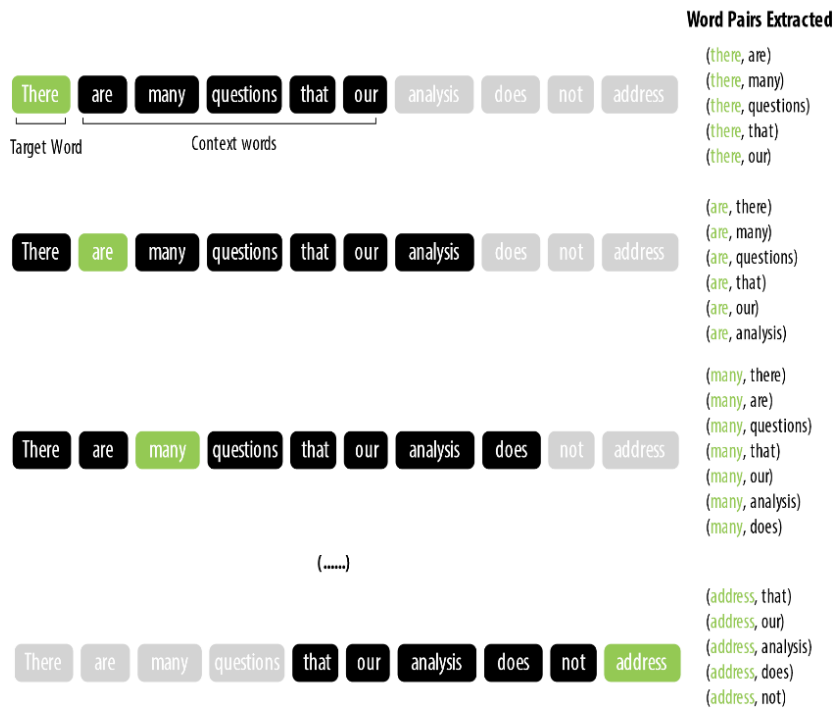 Word Pairs Extracted
There are many questions that our analysis does not address
Target Word Context words
(there, are)
(there, many)
(there, questions)
(there, that)
(there, our)
There are many questions that our analysis does not address
(are, there)
(are, many)
(are, questions)
(are, that)
(are, our)
(are, analysis)
There are many questions that our analysis does not address
(many, there)
(many, are)
(many, questions)
(many, that)
(many, our)
(many, analysis)
(many, does)
(......)
There are many questions that our analysis does not address
(address, that)
(address, our)
(address, analysis)
(address, does)
(address, not)